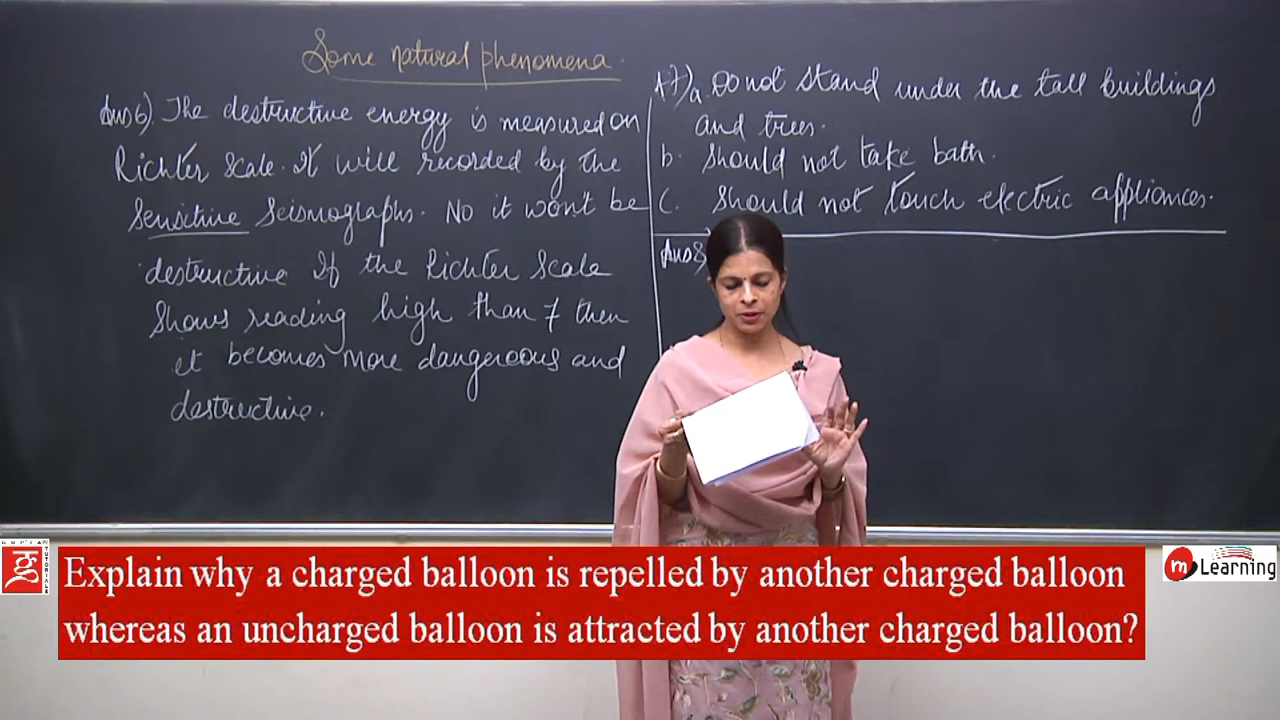 Some natural phenomena.
Ans 6). The destructive energy is measured on
Richter Scale. It will recorded by the
Sensitive Seismographs. No it won't be
destructive If the Richter Scale
Shows reading high than 7 then
it becomes more dangerous and
destructive.
A7)a. Do not Stand under the tall buildings
and trees.
b. Should not take bath.
c. Should not touch electric appliances.
Ans 8)
Explain why a charged balloon is repelled by another charged balloon
whereas an uncharged balloon is attracted by another charged balloon?
m Learning